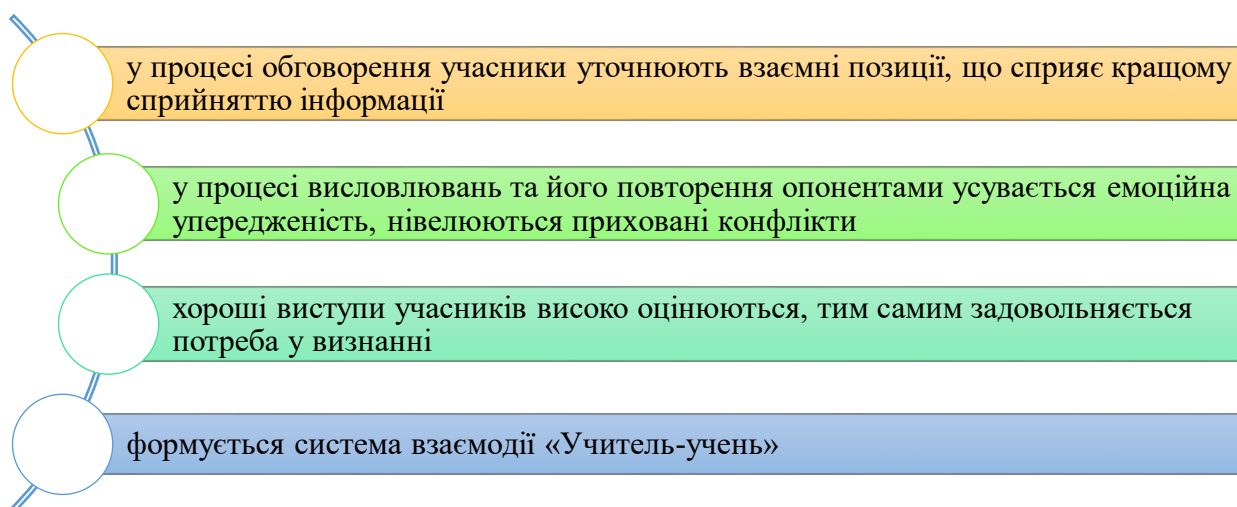 у процесі обговорення учасники уточнюють взаємні позиції, що сприяє кращому
сприйняттю інформації
у процесі висловлювань та його повторення опонентами усувається емоційна
упередженість, нівелюються приховані конфлікти
хороші виступи учасників високо оцінюються, тим самим задовольняється
потреба у визнанні
формується система взаємодії «Учитель-учень»